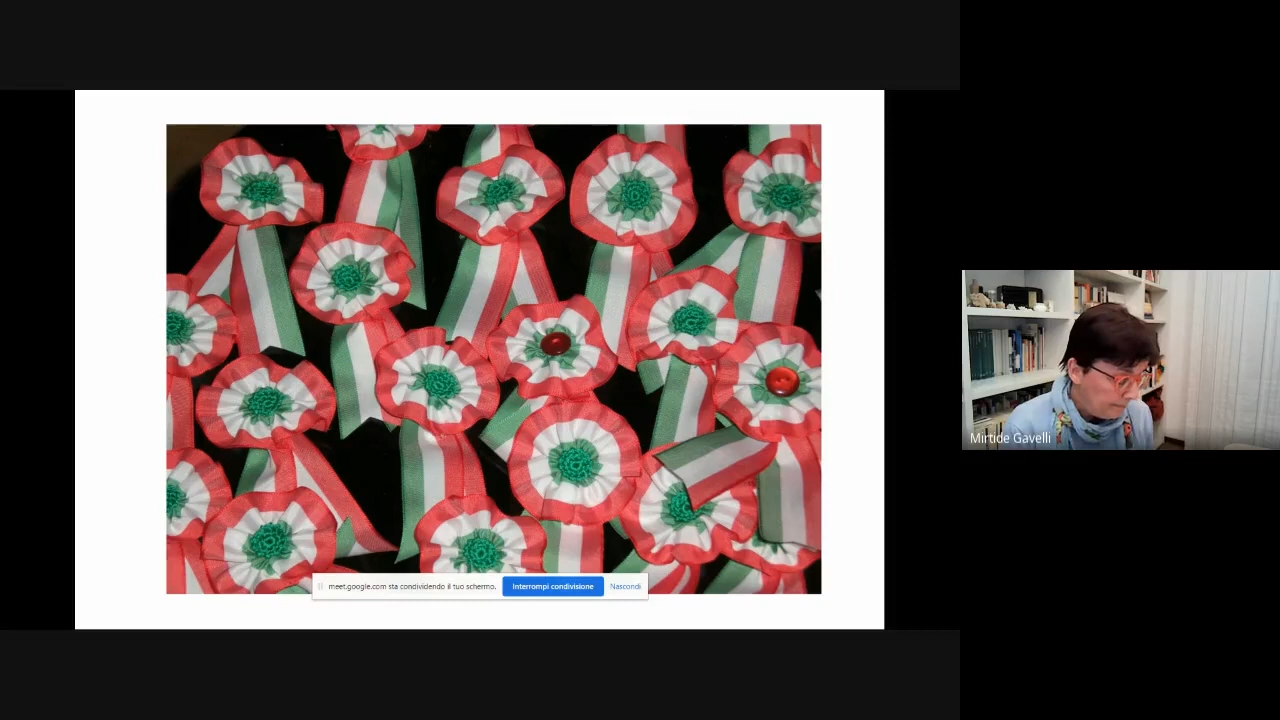 meet.google.com sta condividendo il tuo schermo.
Interrompi condivisione
Nascondi
Mirtide Gavelli